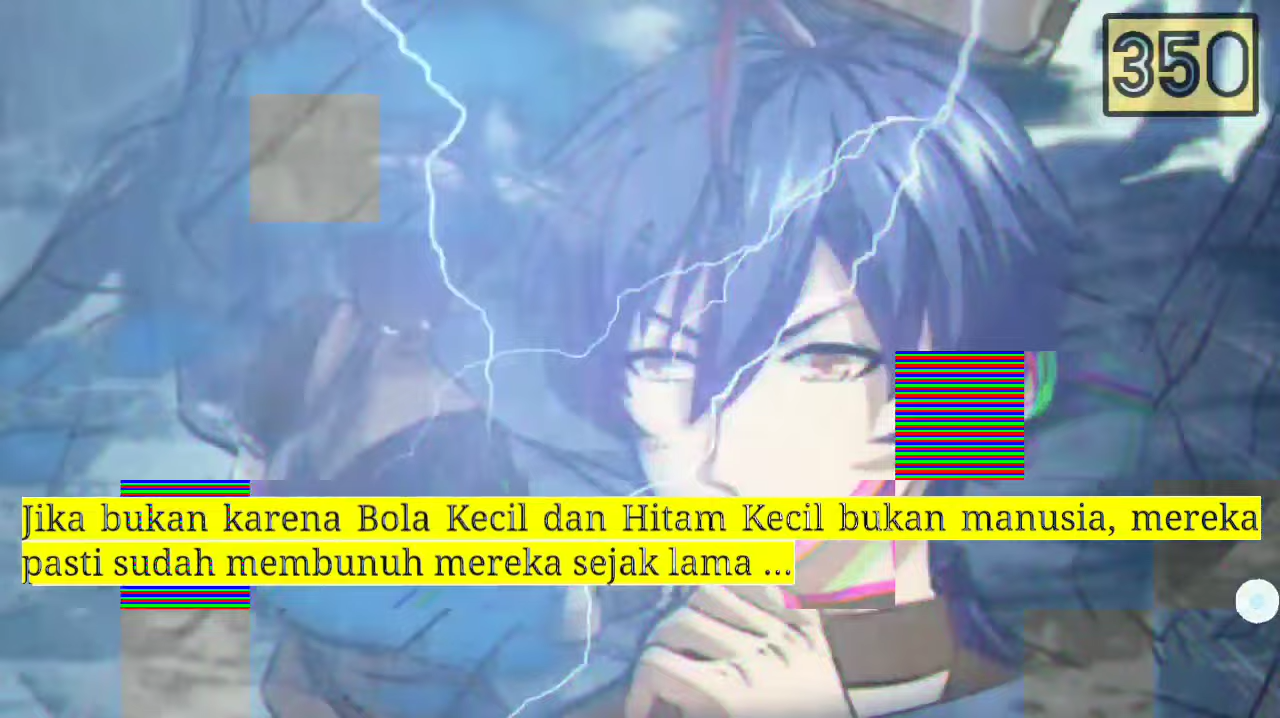 350
Jika bukan karena Bola Kecil dan Hitam Kecil bukan manusia, mereka
pasti sudah membunuh mereka sejak lama ...